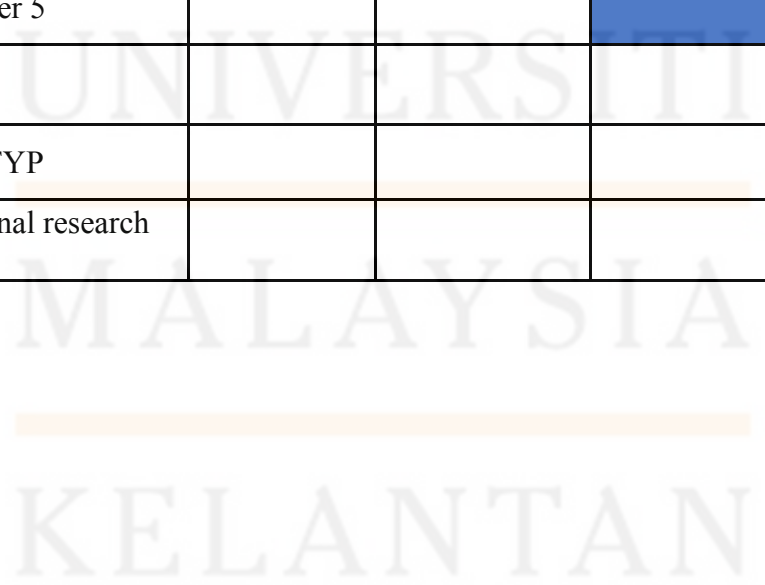 er 5
UNIVERSITI
YP
nal research
MALAYSIA
KELANTAN